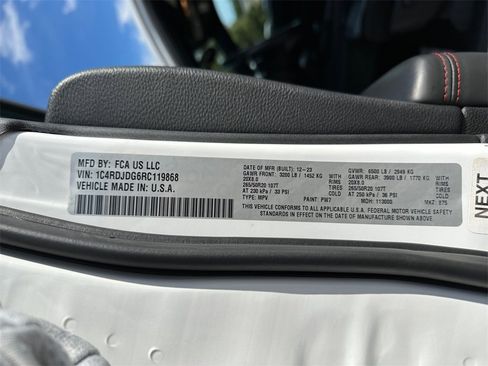 MFD BY: FCA US LLC
VIN: 1C4RDJDG6RC119868
VEHICLE MADE IN: U.S.A.
DATE OF MFR (BUILT): 12-23
GAWR FRONT: 3200 LB / 1452 KG WITH
20X8.0 RIMS
265/50R20 107T TIRES
AT 230 kPa / 33 PSI COLD
TYPE: MPV PAINT: PW7
GVWR: 6500 LB / 2949 KG
GAWR REAR: 3900 LB / 1770 KG WITH
20X8.0 RIMS
265/50R20 107T TIRES
AT 250 kPa / 36 PSI COLD
MDH: 113000 MKZ: 875
THIS VEHICLE CONFORMS TO ALL APPLICABLE U.S.A. FEDERAL MOTOR VEHICLE SAFETY
STANDARDS IN EFFECT ON THE DATE OF MANUFACTURE SHOWN ABOVE.
NEXT